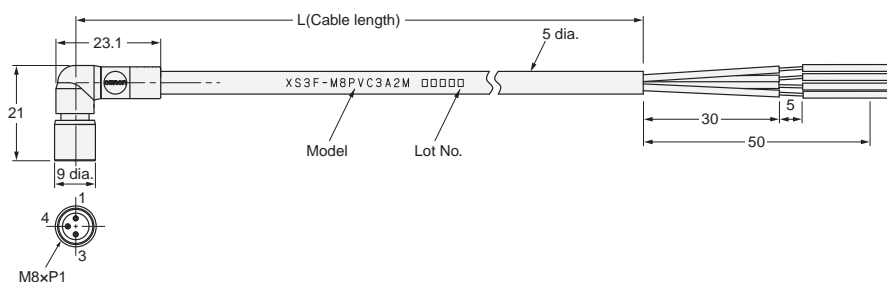 L(Cable length)
23.1
5 dia.
OMRON
XS3F-M8PVC3A2M □□□□□
21
5
30
50
Model
Lot No.
9 dia.
1
4
3
M8×P1